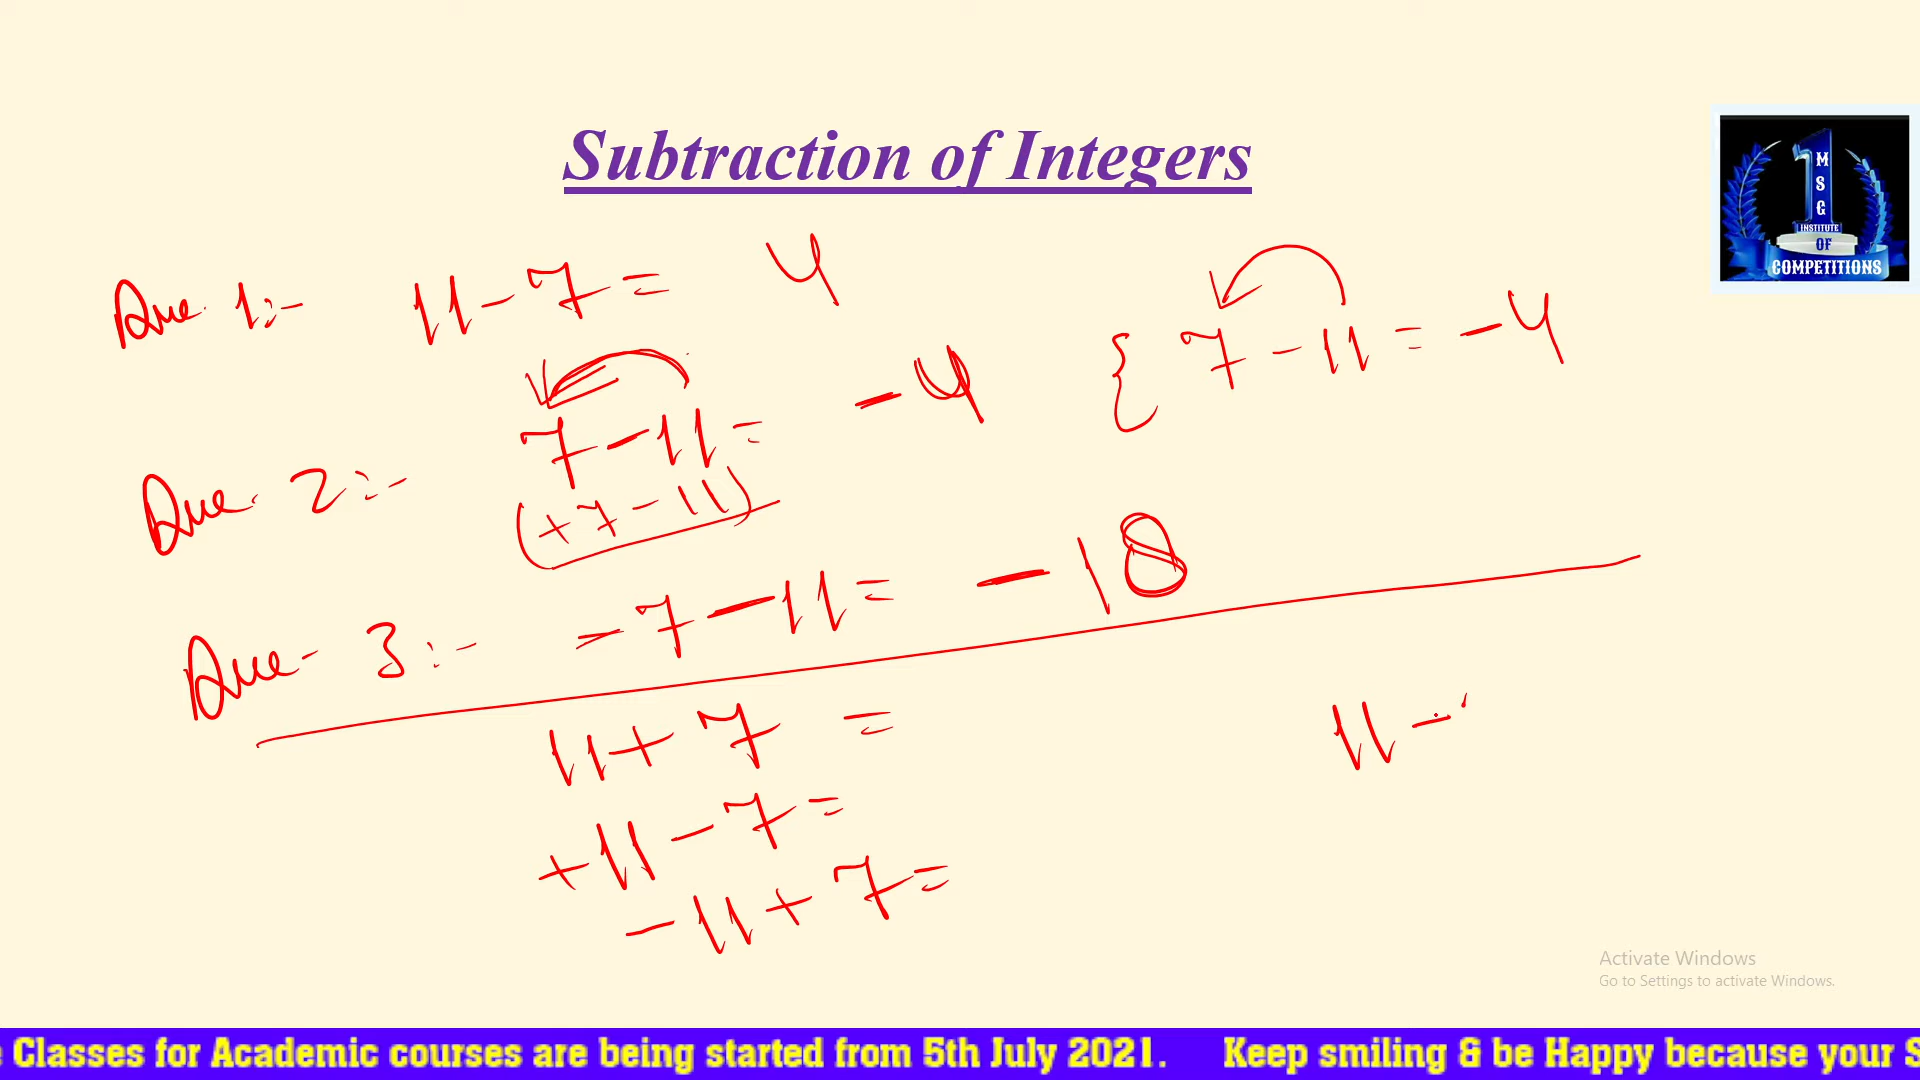 Subtraction of Integers
1
M
S
G
INSTITUTE
OF
COMPETITIONS
Que 1:- 11-7= 4
{ 7-11= -4
Que. 2:- 7-11= -4
(+7-11)
Que- 3:- -7-11= -18
11+7 =
11-
+11-7=
-11+7=
Activate Windows
Go to Settings to activate Windows.
Classes for Academic courses are being started from 5th July 2021. Keep smiling & be Happy because your S